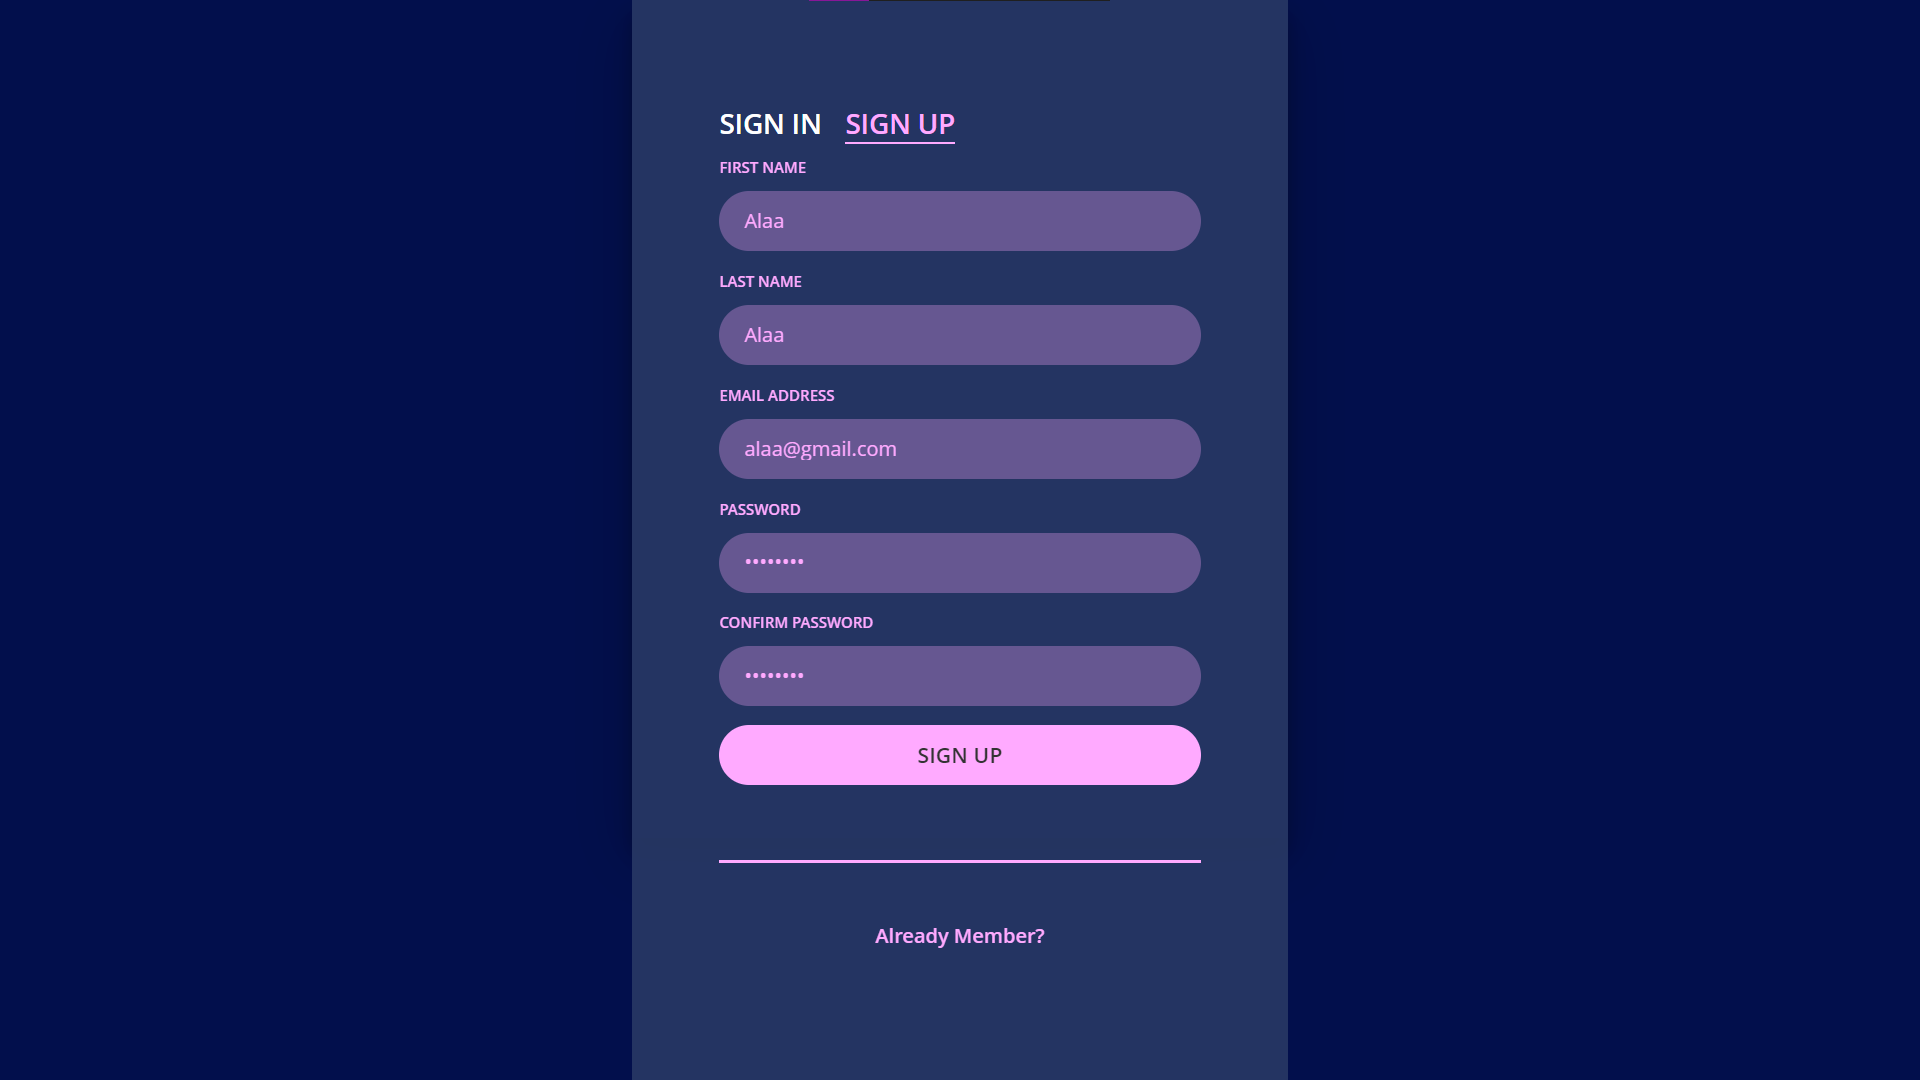 SIGN IN SIGN UP
FIRST NAME
Alaa
LAST NAME
Alaa
EMAIL ADDRESS
alaa@gmail.com
PASSWORD
••••••••
CONFIRM PASSWORD
••••••••
SIGN UP
Already Member?